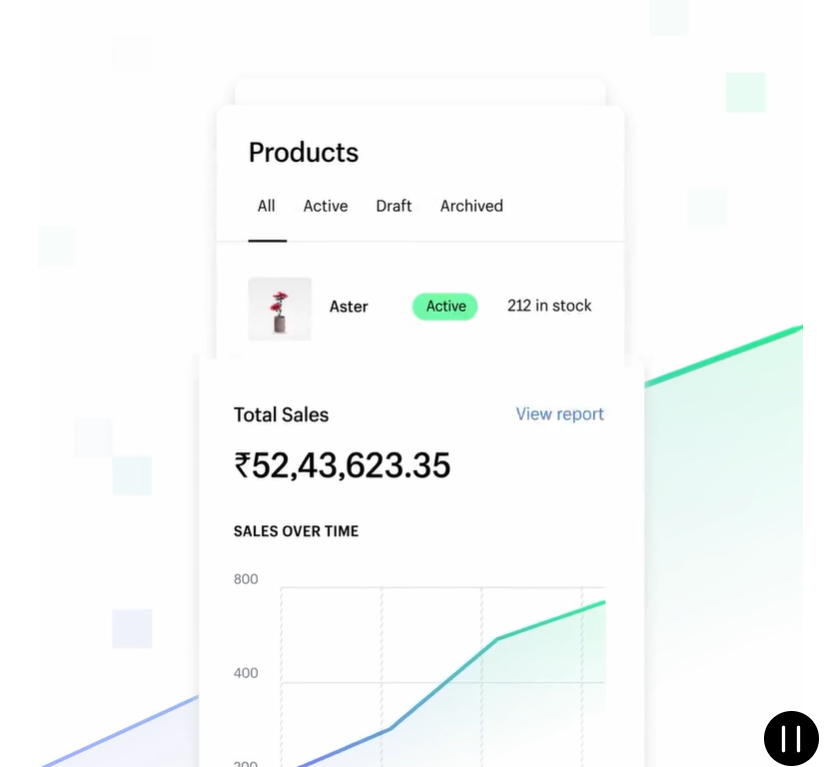 Products
All Active Draft Archived
Aster Active 212 in stock
Total Sales View report
₹52,43,623.35
SALES OVER TIME
800
400
200